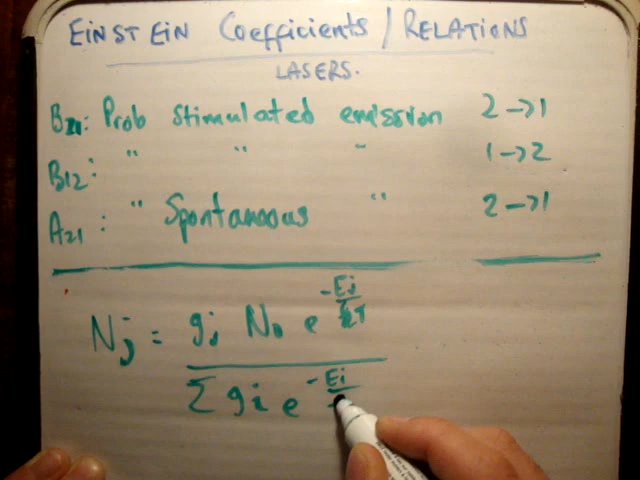 EINSTEIN Coefficients / RELATIONS
LASERS.
B21: Prob stimulated emission 2→1
B12: " " " 1→2
A21: " Spontaneous " 2→1
Nj = gj N0 e^-Ej/kT
Σ gi e^-Ei